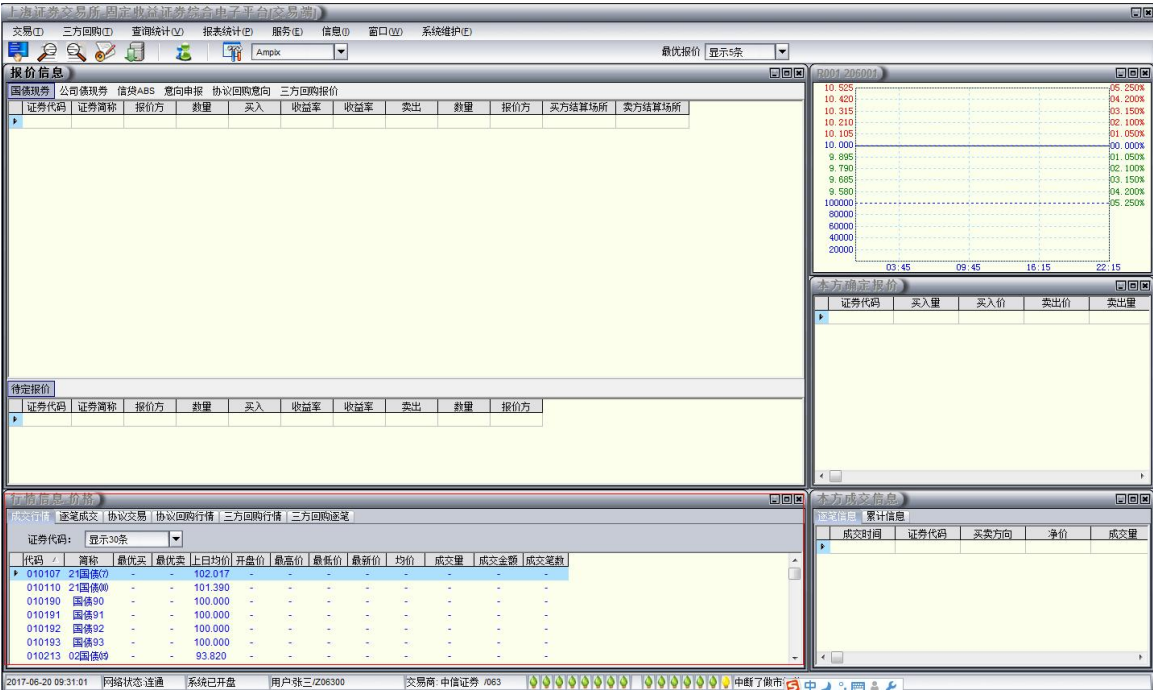 上海证券交易所_固定收益证券综合电子平台[交易端]
交易(T) 三方回购(T) 查询统计(V) 报表统计(P) 服务(E) 信息(I) 窗口(W) 系统维护(F)
Ampix 最优报价 显示5条
报价信息
国债现券 公司债现券 信贷ABS 意向申报 协议回购意向 三方回购报价
证券代码 证券简称 报价方 数量 买入 收益率 收益率 卖出 数量 报价方 买方结算场所 卖方结算场所
待定报价
证券代码 证券简称 报价方 数量 买入 收益率 收益率 卖出 数量 报价方
R001_206001
10.525 05.250%
10.420 04.200%
10.315 03.150%
10.210 02.100%
10.105 01.050%
10.000 00.000%
9.895 01.050%
9.790 02.100%
9.685 03.150%
9.580 04.200%
100000 05.250%
80000
60000
40000
20000
03:45 09:45 16:15 22:15
本方确定报价
证券代码 买入量 买入价 卖出价 卖出量
行情信息_价格
成交行情 逐笔成交 协议交易 协议回购行情 三方回购行情 三方回购逐笔
证券代码: 显示30条
代码 / 简称 最优买 最优卖 上日均价 开盘价 最高价 最低价 最新价 均价 成交量 成交金额 成交笔数
010107 21国债⑺ - - 102.017 - - - - - - - -
010110 21国债⑽ - - 101.390 - - - - - - - -
010190 国债90 - - 100.000 - - - - - - - -
010191 国债91 - - 100.000 - - - - - - - -
010192 国债92 - - 100.000 - - - - - - - -
010193 国债93 - - 100.000 - - - - - - - -
010213 02国债⒀ - - 93.820 - - - - - - - -
本方成交信息
逐笔信息 累计信息
成交时间 证券代码 买卖方向 净价 成交量
2017-06-20 09:31:01 网络状态:连通 系统已开盘 用户:张三/Z06300 交易商: 中信证券 /063 中断了做市 中